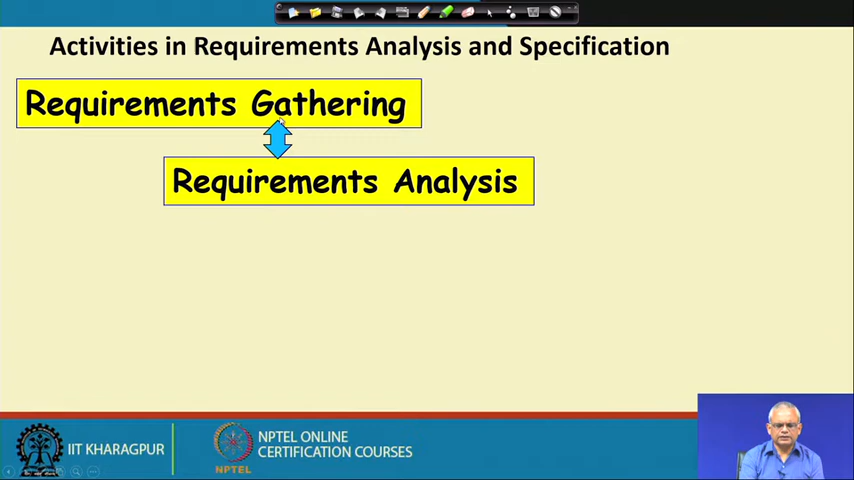 Activities in Requirements Analysis and Specification
Requirements Gathering
Requirements Analysis
IIT KHARAGPUR
NPTEL
NPTEL ONLINE
CERTIFICATION COURSES